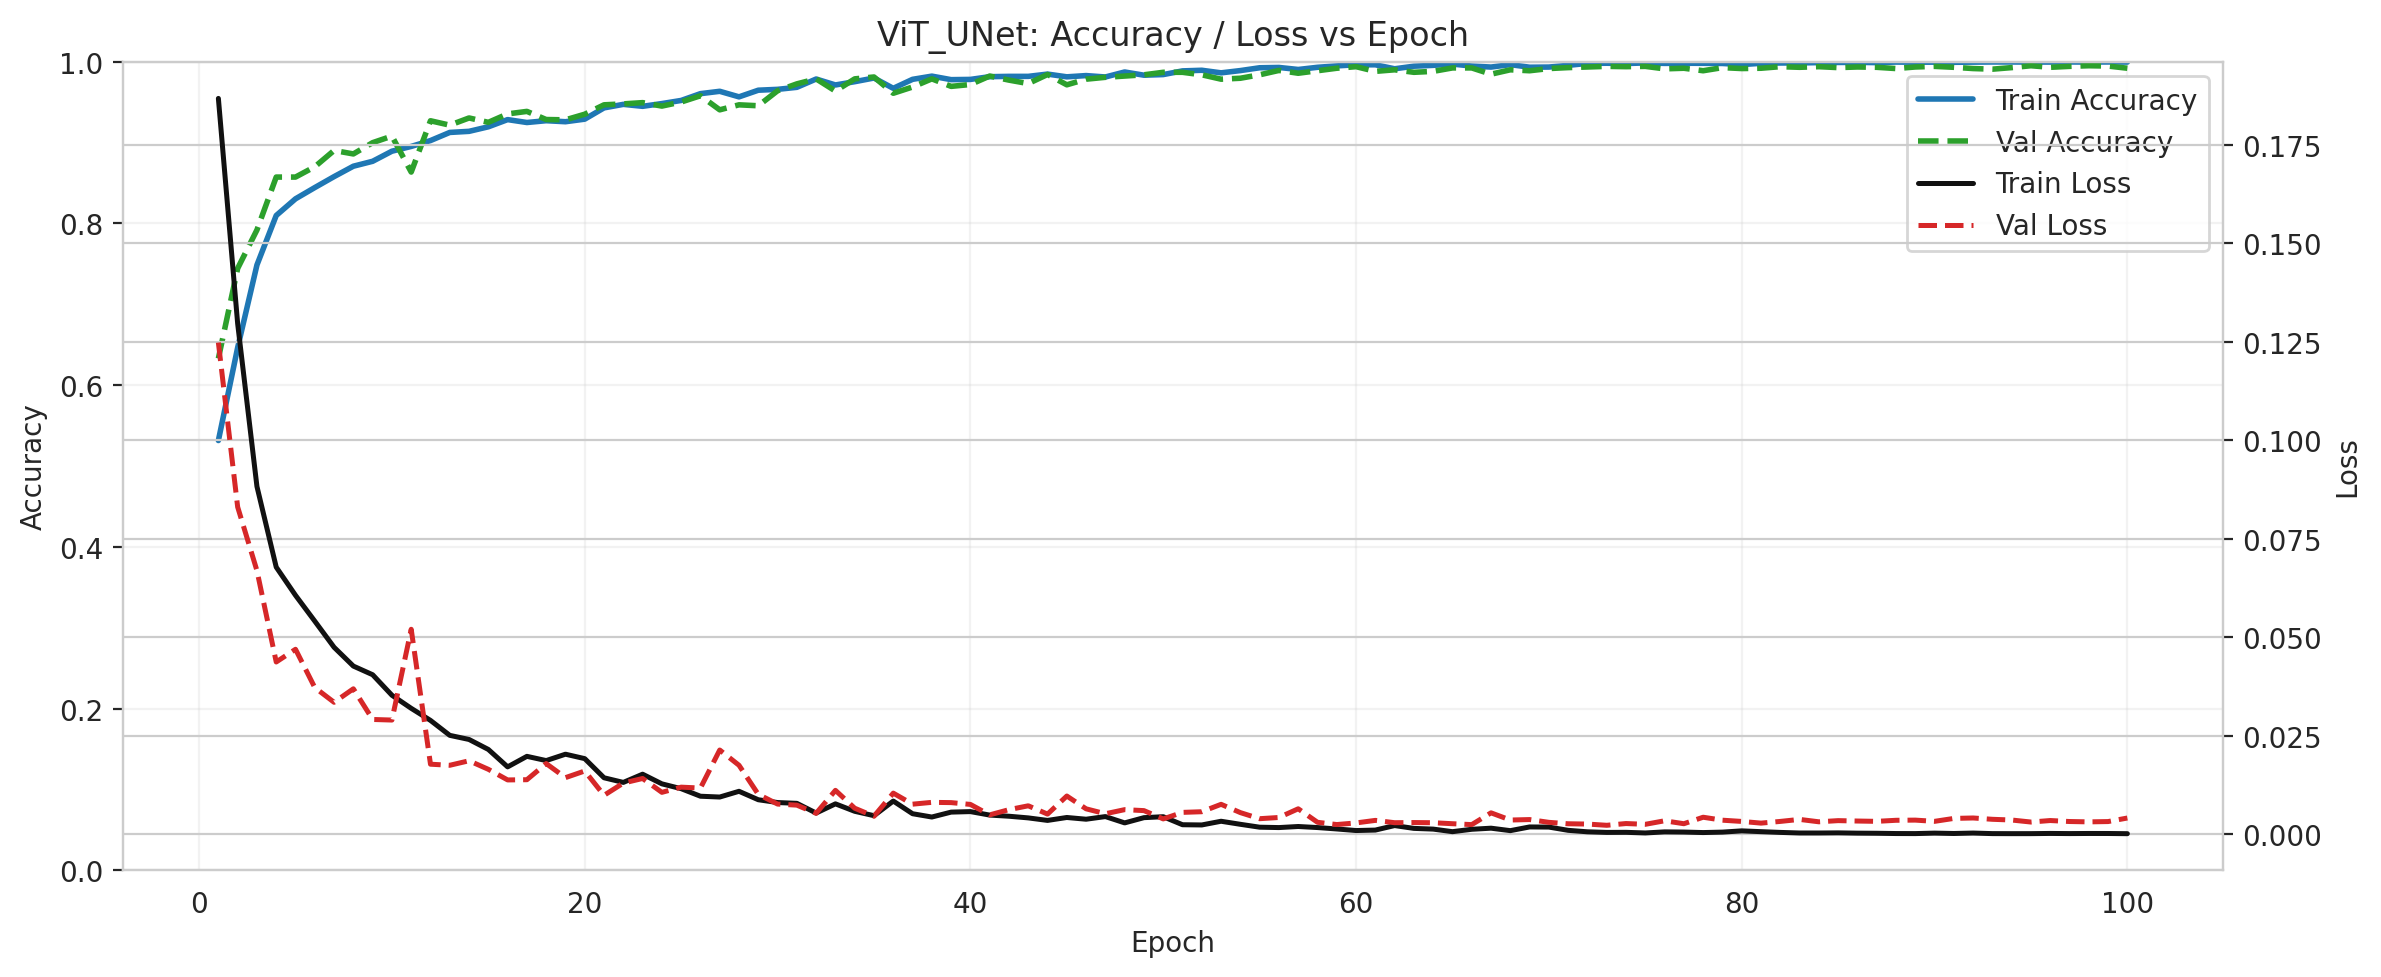 ViT_UNet: Accuracy / Loss vs Epoch
1.0
0.8
0.6
0.4
0.2
0.0
Accuracy
Train Accuracy
Val Accuracy
Train Loss
Val Loss
0.175
0.150
0.125
0.100
0.075
0.050
0.025
0.000
Loss
0 20 40 60 80 100
Epoch